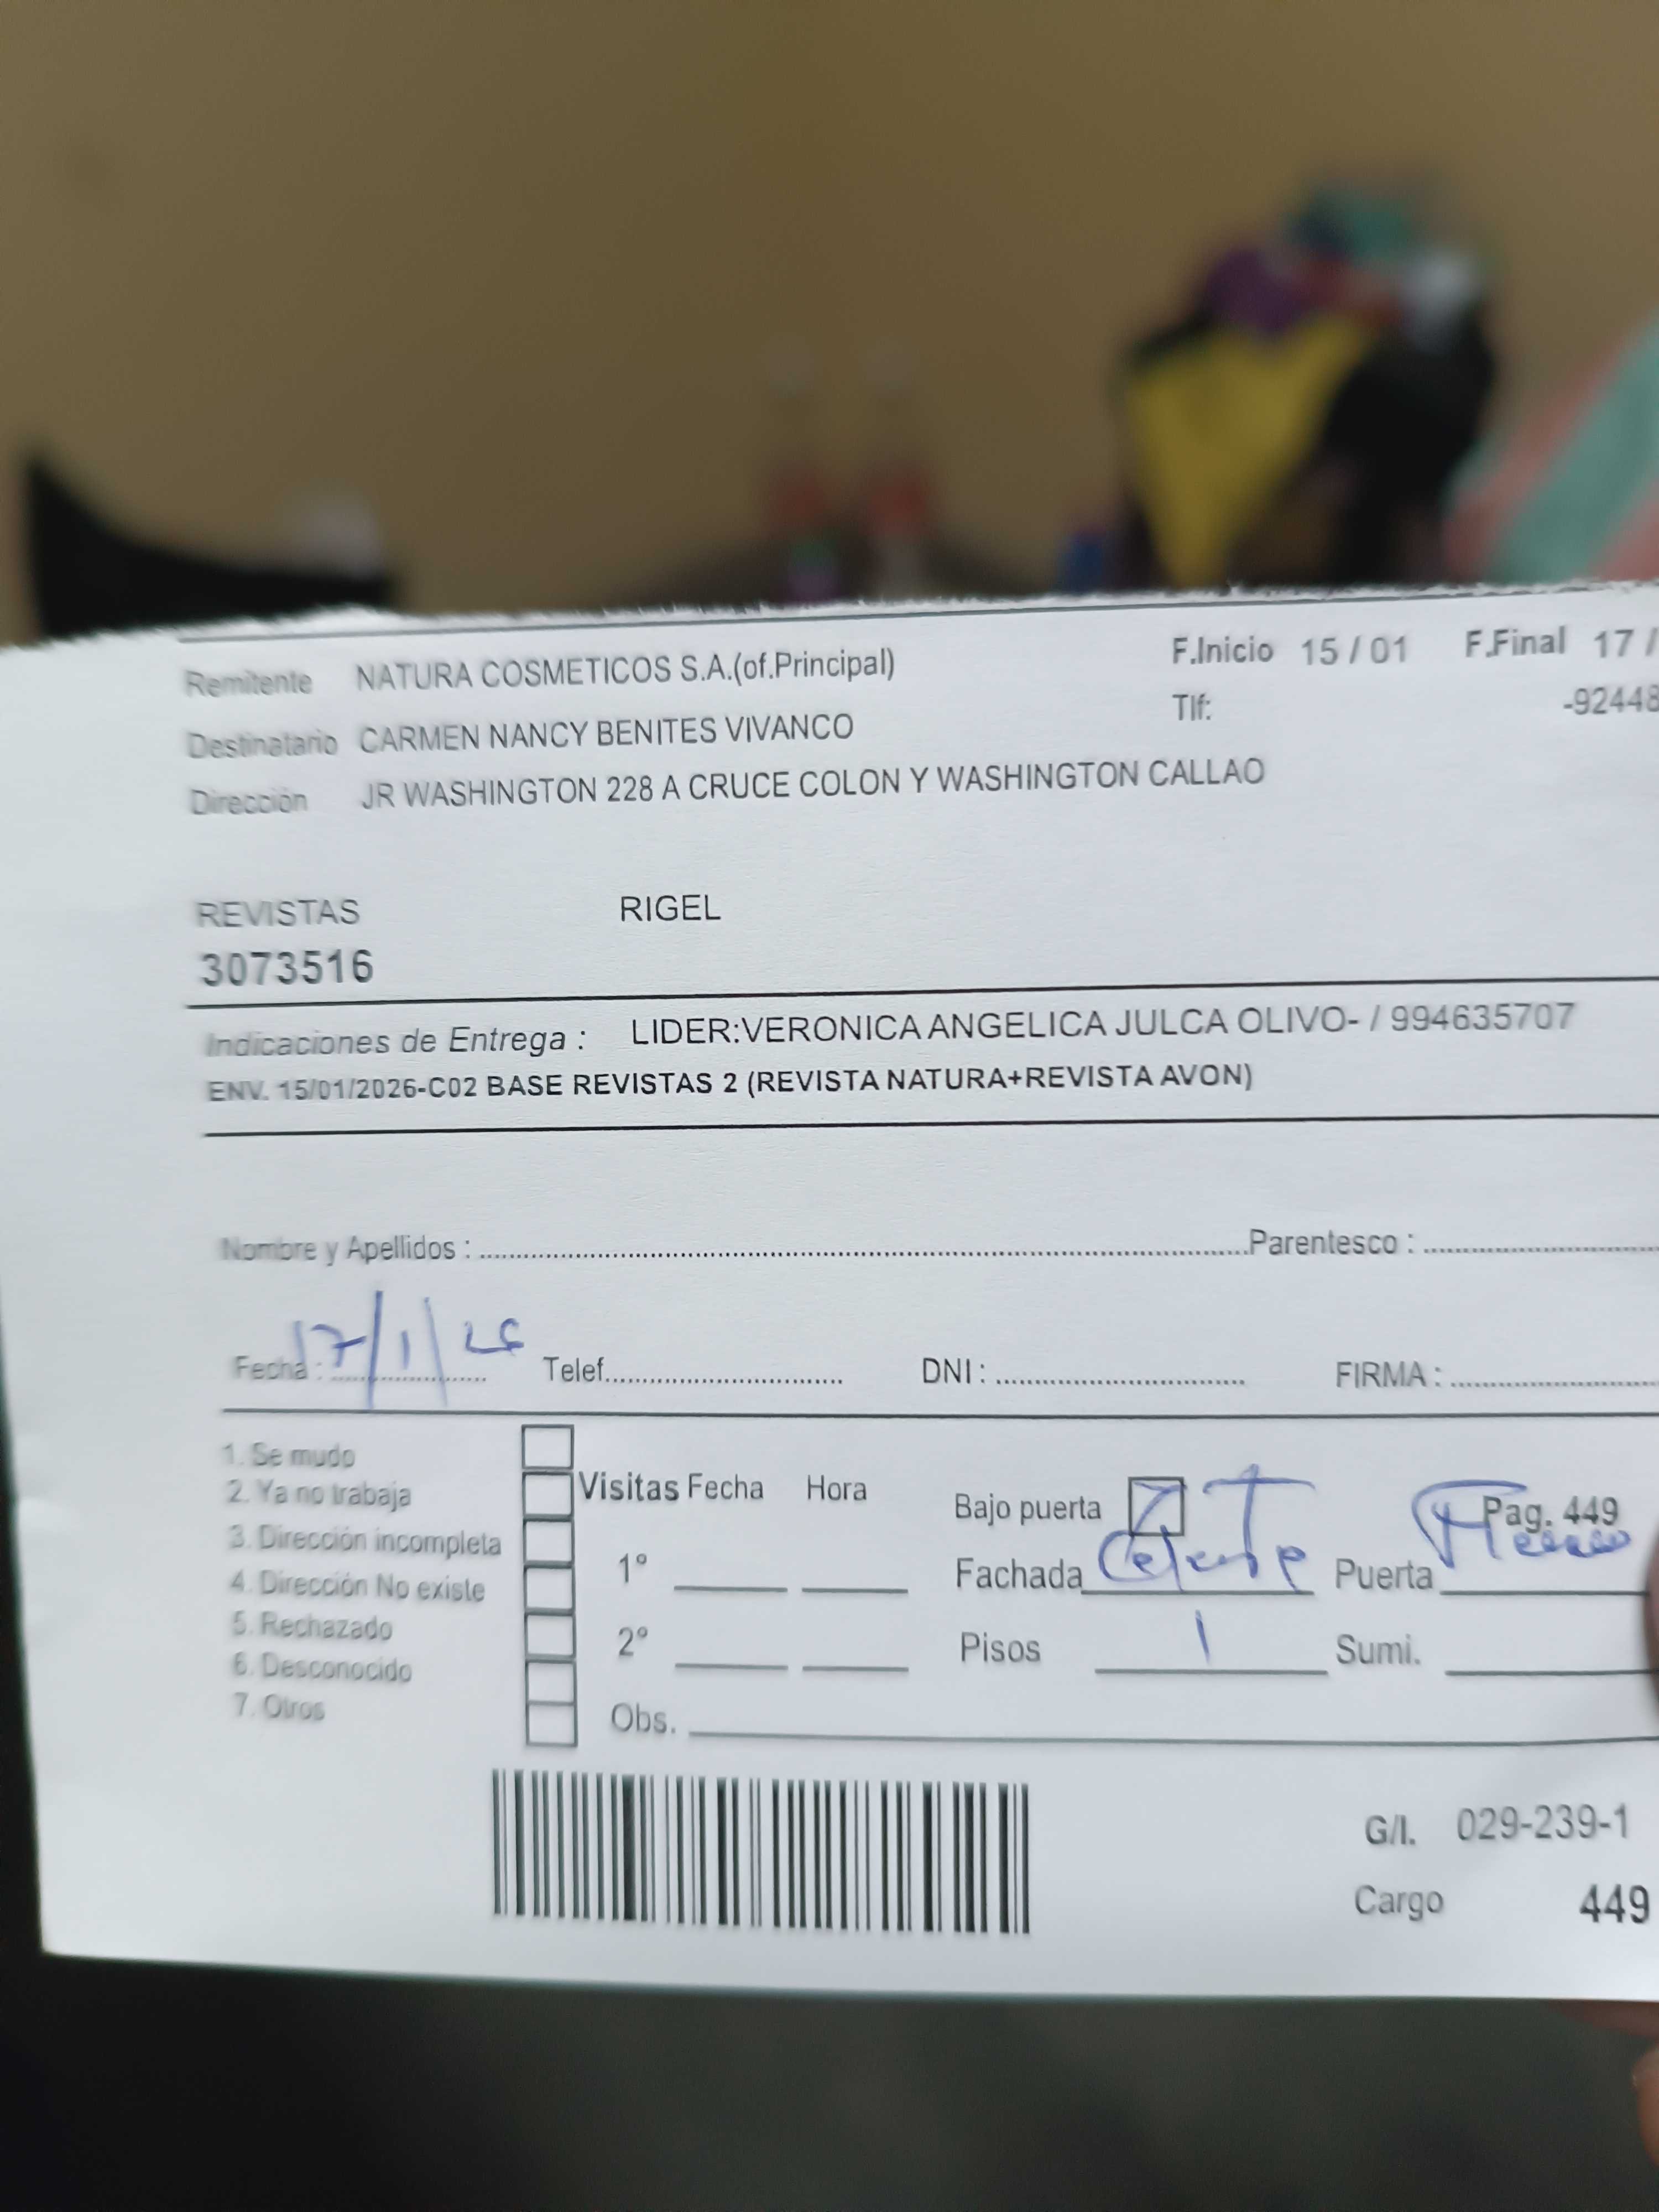 Remitente NATURA COSMETICOS S.A.(of.Principal) F.Inicio 15 / 01 F.Final 17 /
Destinatario CARMEN NANCY BENITES VIVANCO Tlf: -92448
Dirección JR WASHINGTON 228 A CRUCE COLON Y WASHINGTON CALLAO
REVISTAS RIGEL
3073516
Indicaciones de Entrega : LIDER:VERONICA ANGELICA JULCA OLIVO- / 994635707
ENV. 15/01/2026-C02 BASE REVISTAS 2 (REVISTA NATURA+REVISTA AVON)
Nombre y Apellidos : Parentesco :
Fecha : 17/1/26 Telef. DNI : FIRMA :
1. Se mudo
2. Ya no trabaja Visitas Fecha Hora Bajo puerta Pag. 449
3. Dirección incompleta
4. Dirección No existe 1º Fachada Celeste Puerta
5. Rechazado
6. Desconocido 2º Pisos 1 Sumi.
7. Otros Obs.
G/I. 029-239-1
Cargo 449